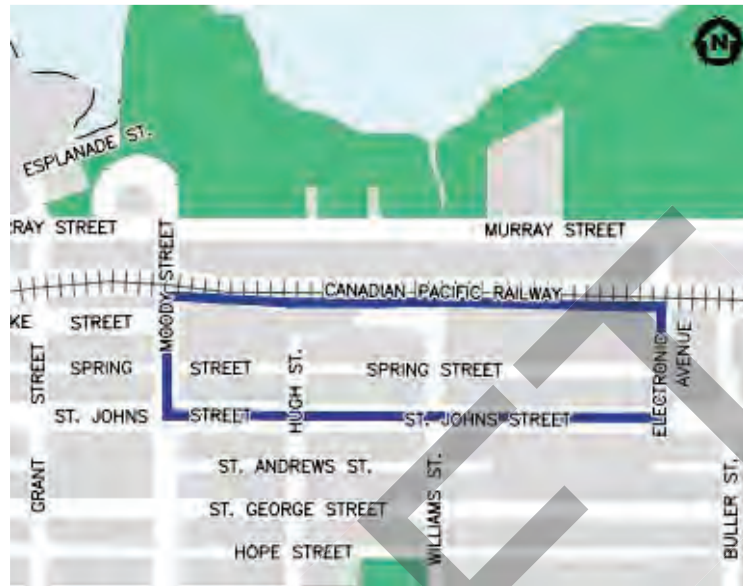 N
ESPLANADE ST.
RRAY STREET
MURRAY STREET
MOODY STREET
CANADIAN PACIFIC RAILWAY
KE STREET
ELECTRONIC AVENUE
STREET
SPRING STREET
HUGH ST.
SPRING STREET
ST. JOHNS STREET
ST. JOHNS STREET
ST. ANDREWS ST.
GRANT
WILLIAMS ST.
BULLER ST.
ST. GEORGE STREET
HOPE STREET